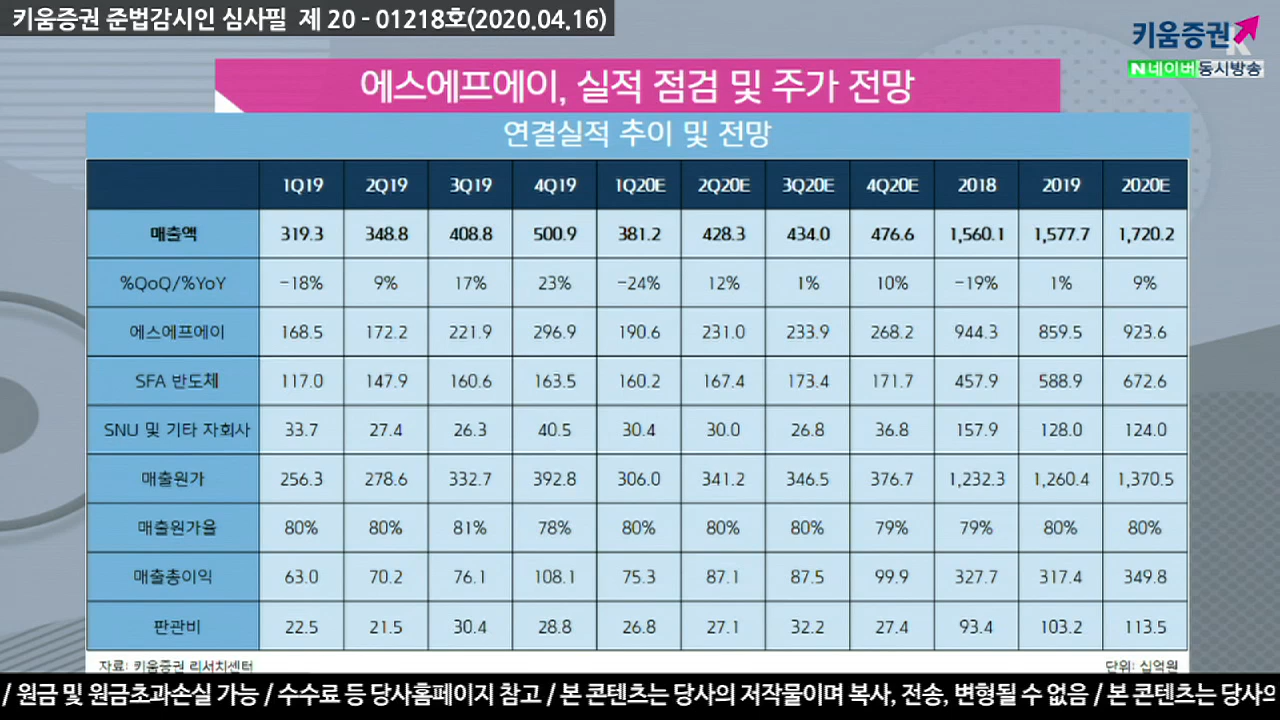 키움증권 준법감시인 심사필 제 20 - 01218호(2020.04.16)
키움증권
K
N네이버 동시방송
에스에프에이, 실적 점검 및 주가 전망
연결실적 추이 및 전망
1Q19 2Q19 3Q19 4Q19 1Q20E 2Q20E 3Q20E 4Q20E 2018 2019 2020E
매출액 319.3 348.8 408.8 500.9 381.2 428.3 434.0 476.6 1,560.1 1,577.7 1,720.2
%QoQ/%YoY -18% 9% 17% 23% -24% 12% 1% 10% -19% 1% 9%
에스에프에이 168.5 172.2 221.9 296.9 190.6 231.0 233.9 268.2 944.3 859.5 923.6
SFA 반도체 117.0 147.9 160.6 163.5 160.2 167.4 173.4 171.7 457.9 588.9 672.6
SNU 및 기타 자회사 33.7 27.4 26.3 40.5 30.4 30.0 26.8 36.8 157.9 128.0 124.0
매출원가 256.3 278.6 332.7 392.8 306.0 341.2 346.5 376.7 1,232.3 1,260.4 1,370.5
매출원가율 80% 80% 81% 78% 80% 80% 80% 79% 79% 80% 80%
매출총이익 63.0 70.2 76.1 108.1 75.3 87.1 87.5 99.9 327.7 317.4 349.8
판관비 22.5 21.5 30.4 28.8 26.8 27.1 32.2 27.4 93.4 103.2 113.5
자료: 키움증권 리서치센터 단위: 십억원
/ 원금 및 원금초과손실 가능 / 수수료 등 당사홈페이지 참고 / 본 콘텐츠는 당사의 저작물이며 복사, 전송, 변형될 수 없음 / 본 콘텐츠는 당사의